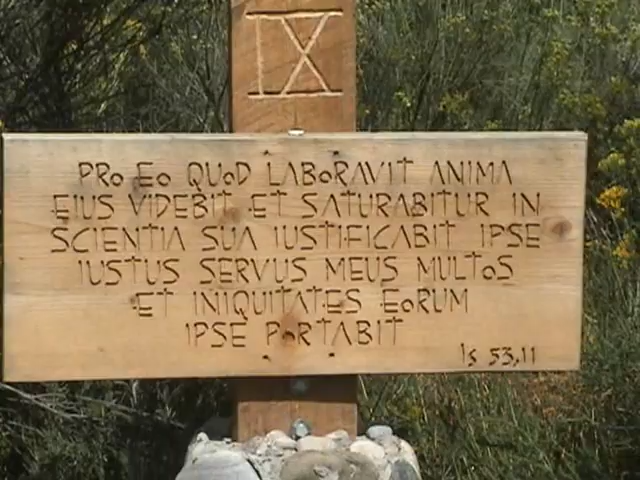 IX
PRO EO QUOD LABORAVIT ANIMA
EIUS VIDEBIT ET SATURABITUR IN
SCIENTIA SUA IUSTIFICABIT IPSE
IUSTUS SERVUS MEUS MULTOS
ET INIQUITATES EORUM
IPSE PORTABIT
Is 53,11